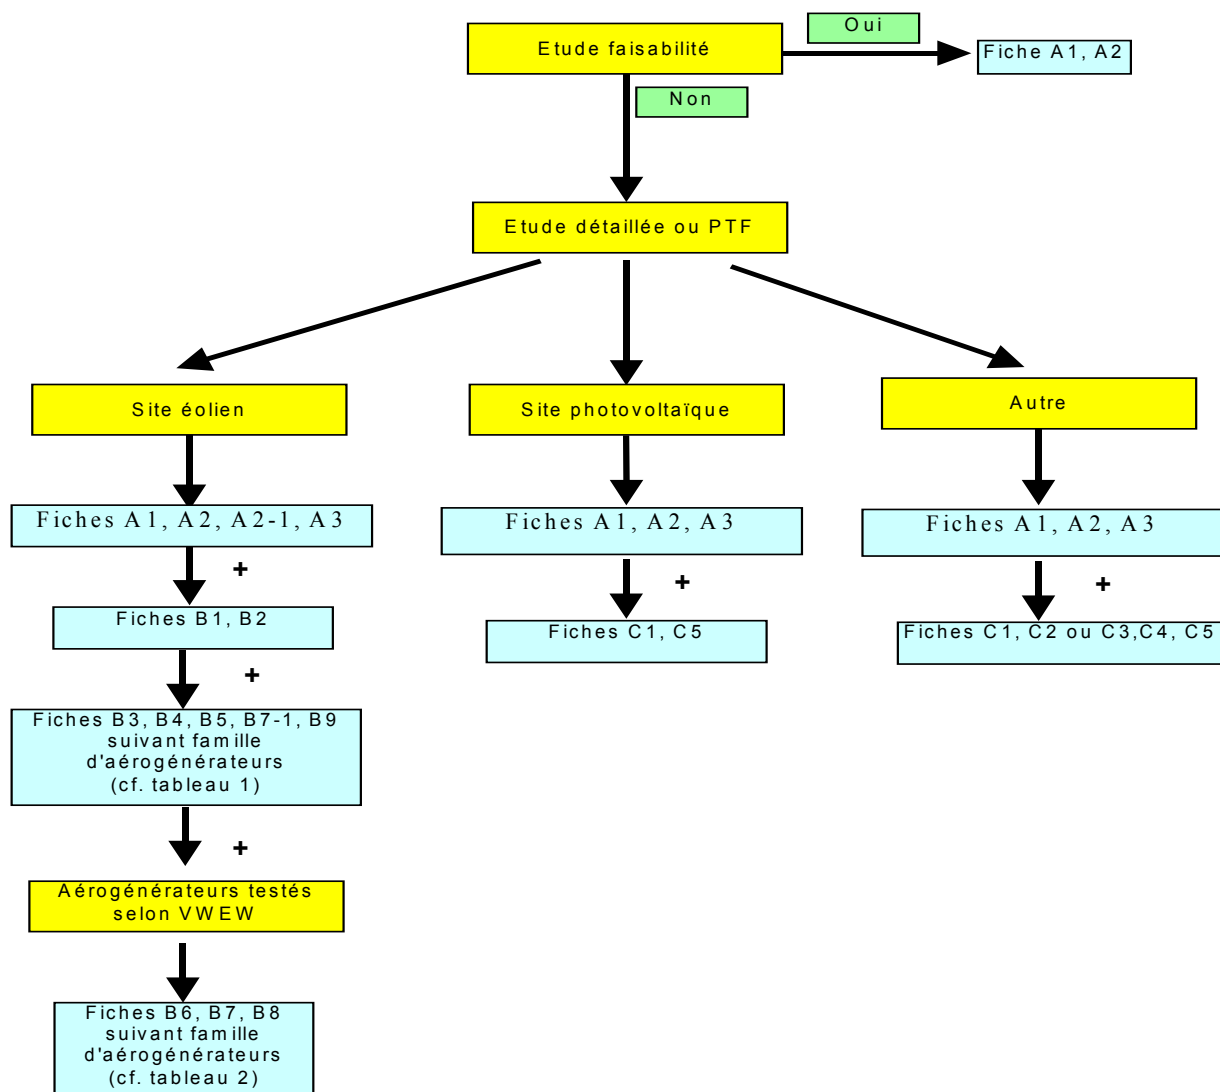 Etude faisabilité
Oui
Fiche A1, A2
Non
Etude détaillée ou PTF
Site éolien
Site photovoltaïque
Autre
Fiches A1, A2, A2-1, A3
Fiches A1, A2, A3
Fiches A1, A2, A3
+
+
+
Fiches B1, B2
Fiches C1, C5
Fiches C1, C2 ou C3,C4, C5
+
Fiches B3, B4, B5, B7-1, B9
suivant famille
d'aérogénérateurs
(cf. tableau 1)
+
Aérogénérateurs testés
selon VWEW
Fiches B6, B7, B8
suivant famille
d'aérogénérateurs
(cf. tableau 2)